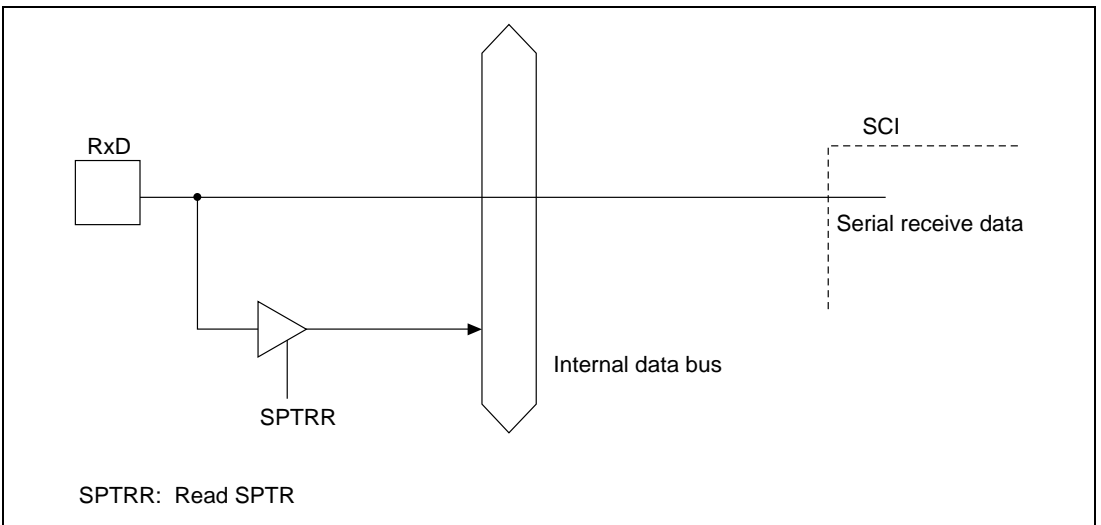 SCI
RxD
Serial receive data
Internal data bus
SPTRR
SPTRR: Read SPTR